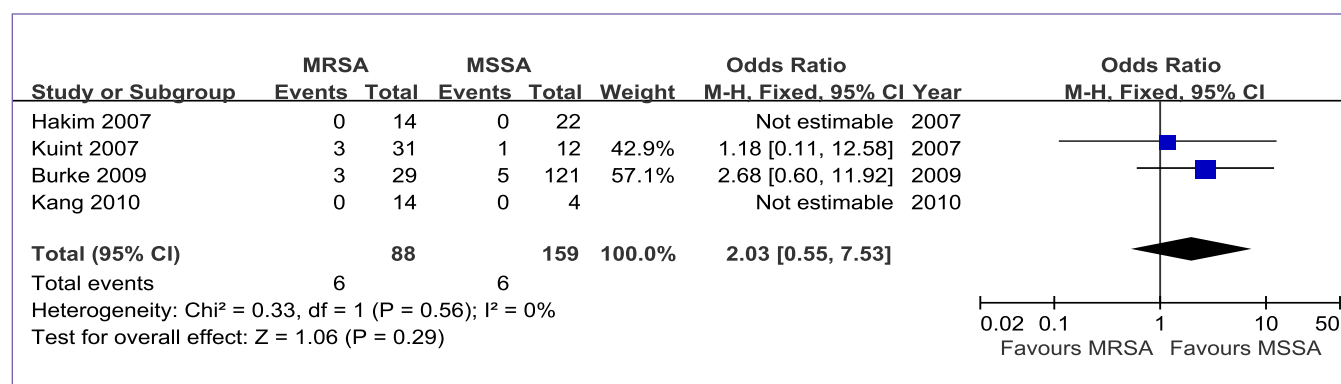 MRSA MSSA Odds Ratio Odds Ratio
Study or Subgroup Events Total Events Total Weight M-H, Fixed, 95% CI Year M-H, Fixed, 95% CI
Hakim 2007 0 14 0 22 Not estimable 2007
Kuint 2007 3 31 1 12 42.9% 1.18 [0.11, 12.58] 2007
Burke 2009 3 29 5 121 57.1% 2.68 [0.60, 11.92] 2009
Kang 2010 0 14 0 4 Not estimable 2010
Total (95% CI) 88 159 100.0% 2.03 [0.55, 7.53]
Total events 6 6
Heterogeneity: Chi² = 0.33, df = 1 (P = 0.56); I² = 0%
Test for overall effect: Z = 1.06 (P = 0.29)
0.02 0.1 1 10 50
Favours MRSA Favours MSSA